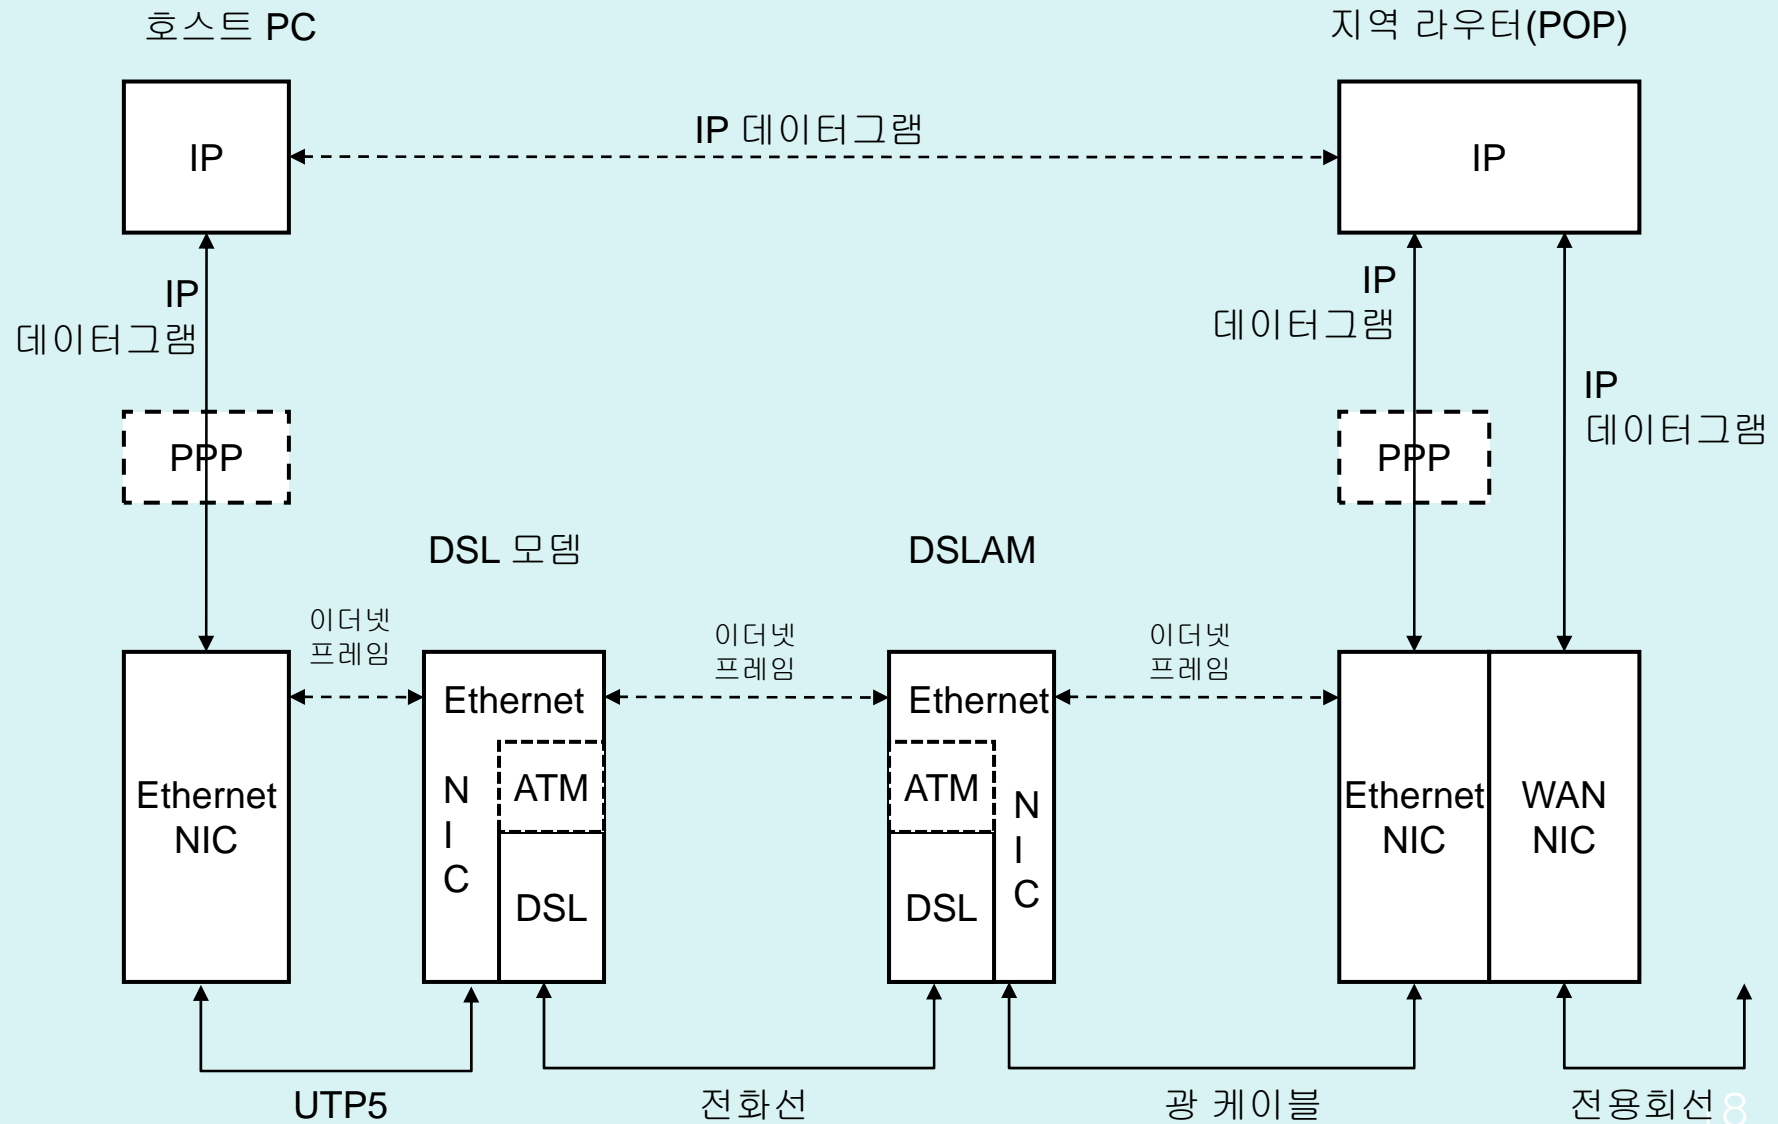 호스트 PC
지역 라우터(POP)
IP
IP 데이터그램
IP
IP
데이터그램
IP
데이터그램
IP
데이터그램
PPP
PPP
DSL 모뎀
DSLAM
이더넷
프레임
이더넷
프레임
이더넷
프레임
Ethernet
NIC
Ethernet
N
I
C
ATM
DSL
Ethernet
ATM
DSL
N
I
C
Ethernet
NIC
WAN
NIC
UTP5
전화선
광 케이블
전용회선
18